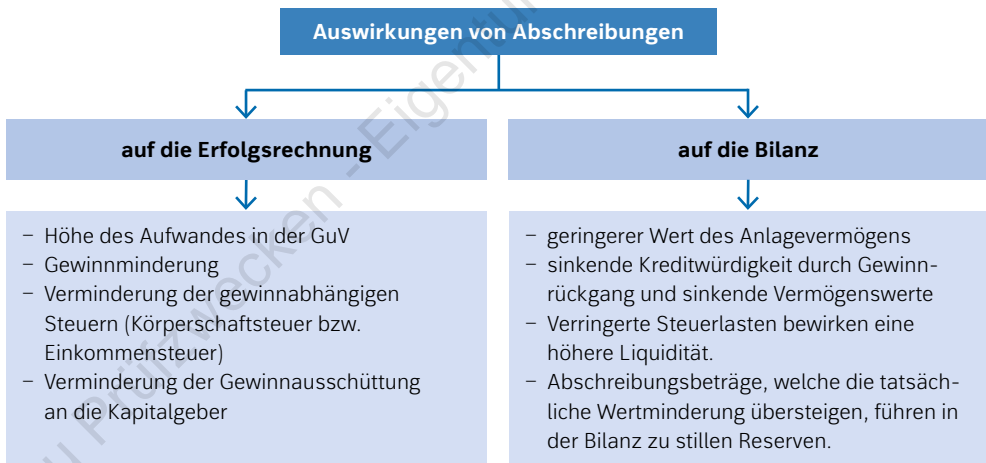 Auswirkungen von Abschreibungen
auf die Erfolgsrechnung
– Höhe des Aufwandes in der GuV
– Gewinnminderung
– Verminderung der gewinnabhängigen
Steuern (Körperschaftsteuer bzw.
Einkommensteuer)
– Verminderung der Gewinnausschüttung
an die Kapitalgeber
auf die Bilanz
– geringerer Wert des Anlagevermögens
– sinkende Kreditwürdigkeit durch Gewinn-
rückgang und sinkende Vermögenswerte
– Verringerte Steuerlasten bewirken eine
höhere Liquidität.
– Abschreibungsbeträge, welche die tatsäch-
liche Wertminderung übersteigen, führen in
der Bilanz zu stillen Reserven.
u Prüfzwecken - Eigentu